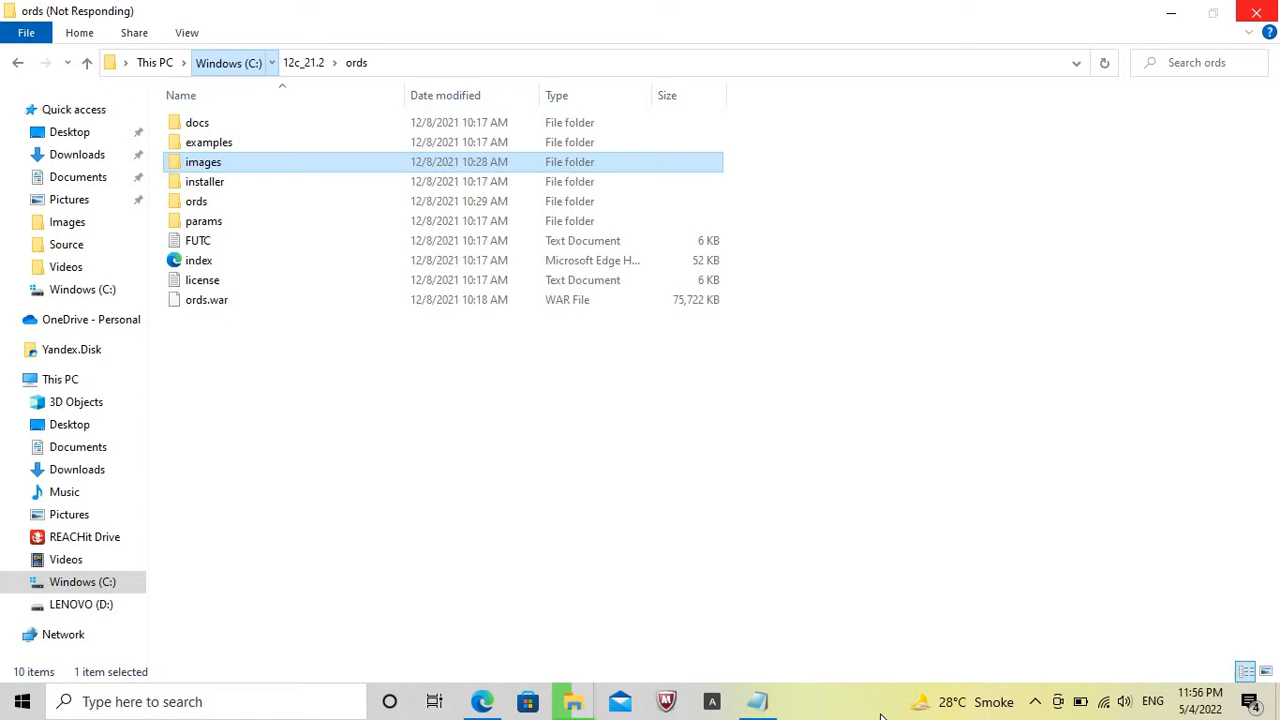 ords (Not Responding)
File Home Share View
This PC Windows (C:) 12c_21.2 ords Search ords
Name Date modified Type Size
docs 12/8/2021 10:17 AM File folder
examples 12/8/2021 10:17 AM File folder
images 12/8/2021 10:28 AM File folder
installer 12/8/2021 10:17 AM File folder
ords 12/8/2021 10:29 AM File folder
params 12/8/2021 10:17 AM File folder
FUTC 12/8/2021 10:17 AM Text Document 6 KB
index 12/8/2021 10:17 AM Microsoft Edge H... 52 KB
license 12/8/2021 10:17 AM Text Document 6 KB
ords.war 12/8/2021 10:18 AM WAR File 75,722 KB
Quick access
Desktop
Downloads
Documents
Pictures
Images
Source
Videos
Windows (C:)
OneDrive - Personal
Yandex.Disk
This PC
3D Objects
Desktop
Documents
Downloads
Music
Pictures
REACHit Drive
Videos
Windows (C:)
LENOVO (D:)
Network
10 items 1 item selected
Type here to search
A
28°C Smoke
ENG
11:56 PM
5/4/2022
4